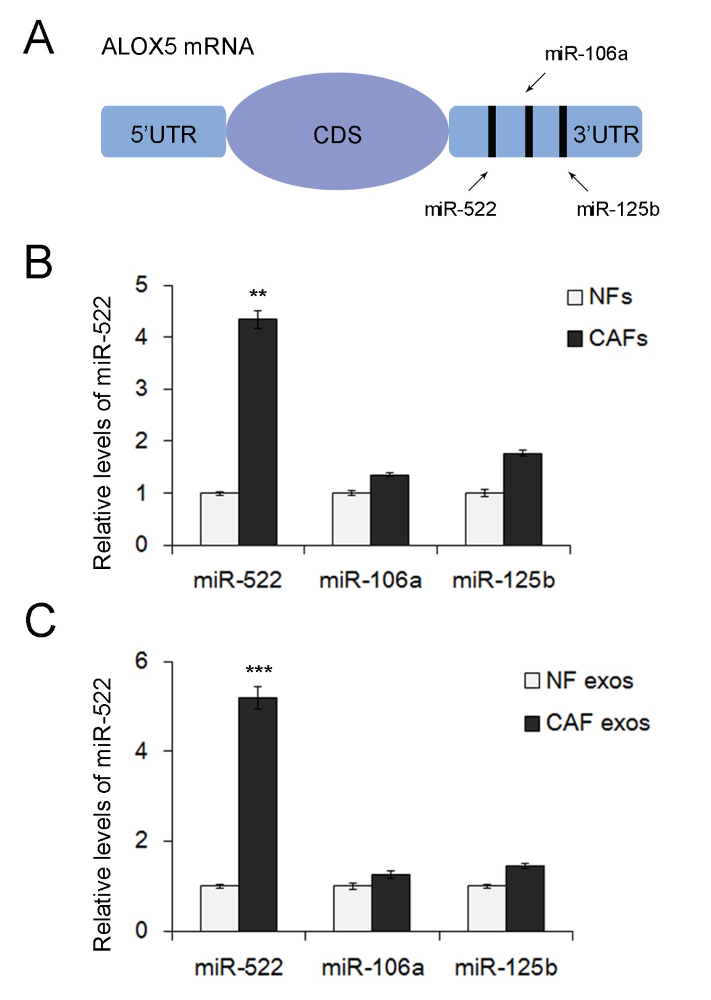 A
ALOX5 mRNA
miR-106a
5’UTR
CDS
3’UTR
miR-522
miR-125b
B
Relative levels of miR-522
5
4
3
2
1
0
**
NFs
CAFs
miR-522 miR-106a miR-125b
C
Relative levels of miR-522
6
4
2
0
***
NF exos
CAF exos
miR-522 miR-106a miR-125b